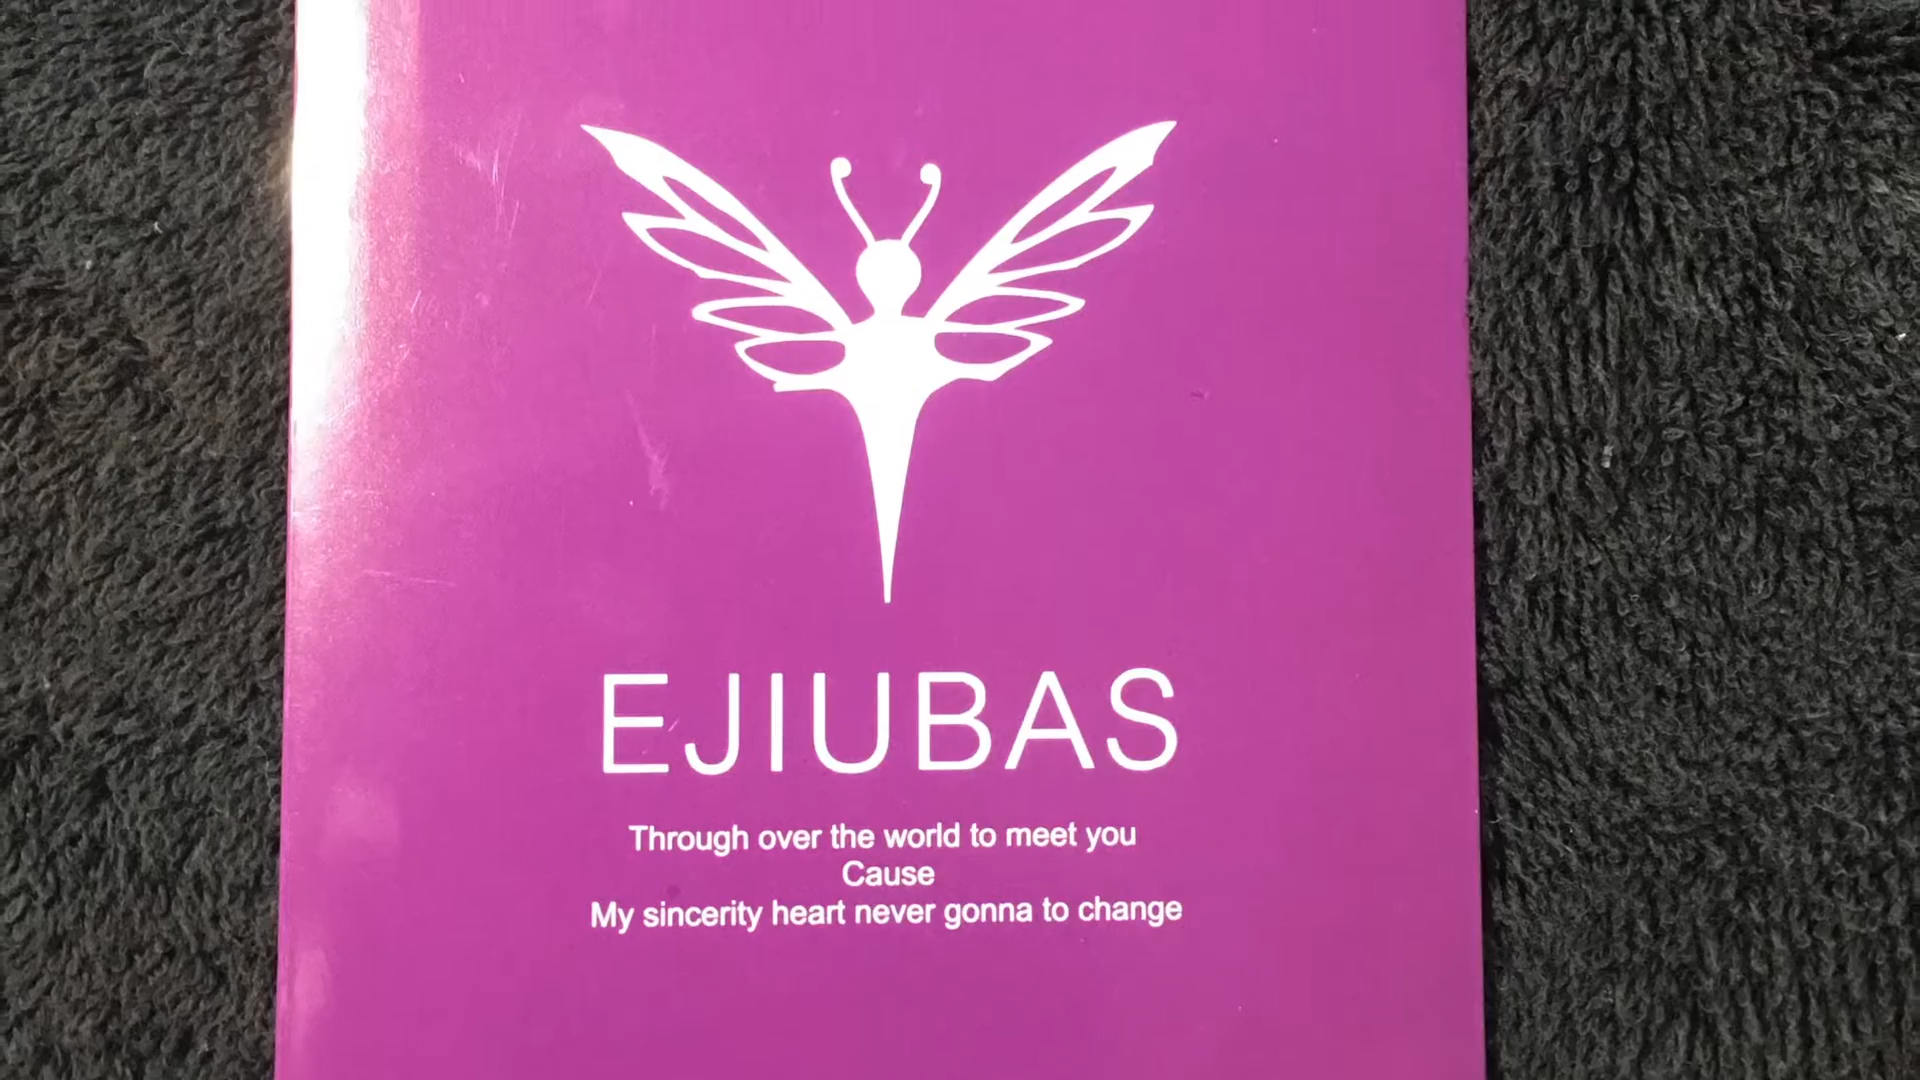 EJIUBAS
Through over the world to meet you
Cause
My sincerity heart never gonna to change